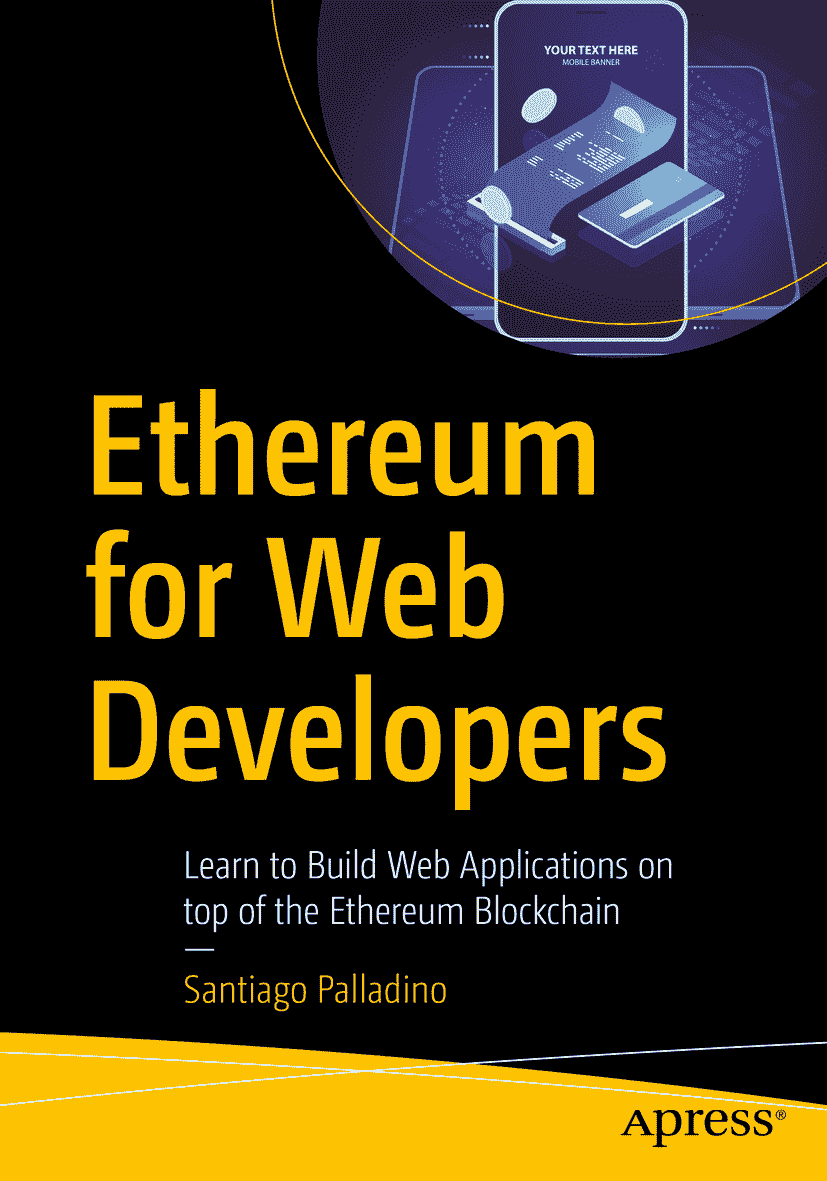 YOUR TEXT HERE
MOBILE BANNER
Ethereum
for Web
Developers
Learn to Build Web Applications on
top of the Ethereum Blockchain
—
Santiago Palladino
Apress®